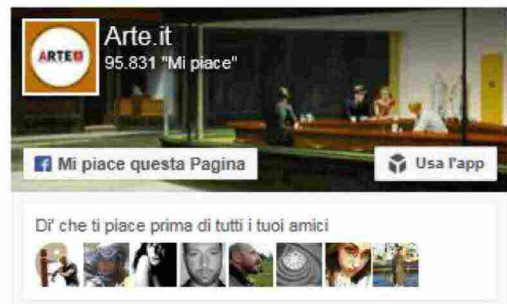 Arte.it
ARTE.it
95.831 "Mi piace"
Mi piace questa Pagina
Usa l'app
Di' che ti piace prima di tutti i tuoi amici